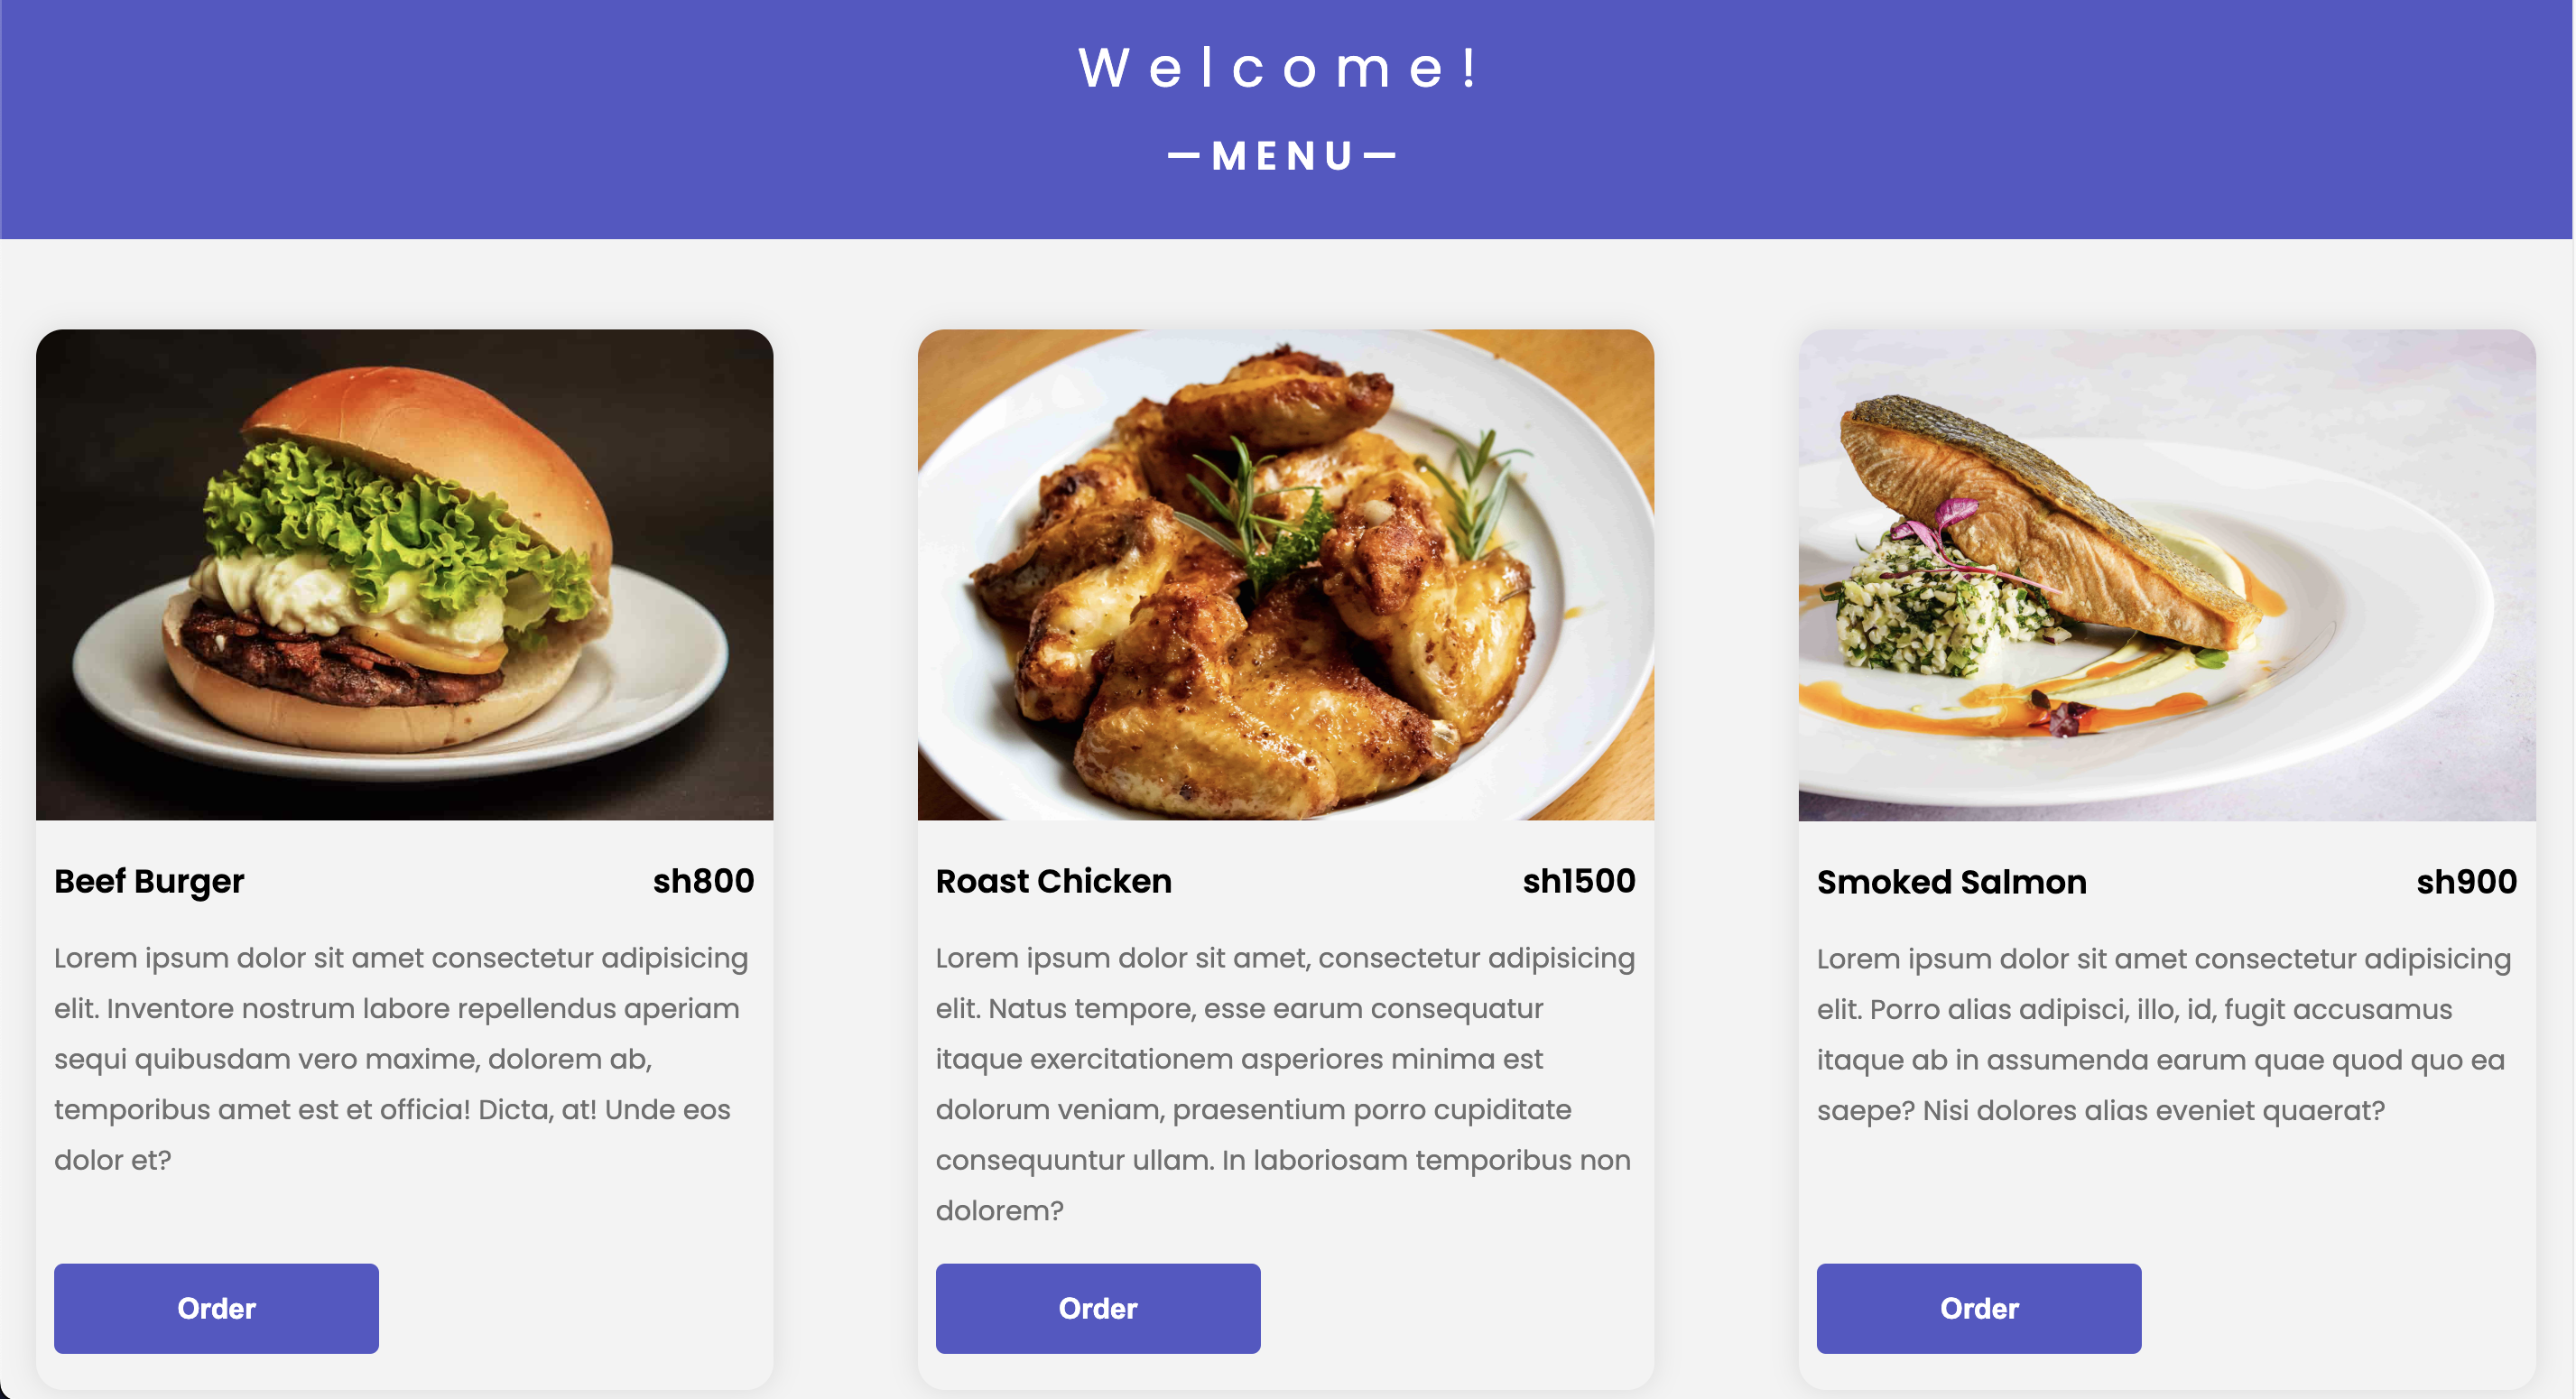 Welcome!
—MENU—
Beef Burger sh800
Lorem ipsum dolor sit amet consectetur adipisicing
elit. Inventore nostrum labore repellendus aperiam
sequi quibusdam vero maxime, dolorem ab,
temporibus amet est et officia! Dicta, at! Unde eos
dolor et?
Order
Roast Chicken sh1500
Lorem ipsum dolor sit amet, consectetur adipisicing
elit. Natus tempore, esse earum consequatur
itaque exercitationem asperiores minima est
dolorum veniam, praesentium porro cupiditate
consequuntur ullam. In laboriosam temporibus non
dolorem?
Order
Smoked Salmon sh900
Lorem ipsum dolor sit amet consectetur adipisicing
elit. Porro alias adipisci, illo, id, fugit accusamus
itaque ab in assumenda earum quae quod quo ea
saepe? Nisi dolores alias eveniet quaerat?
Order